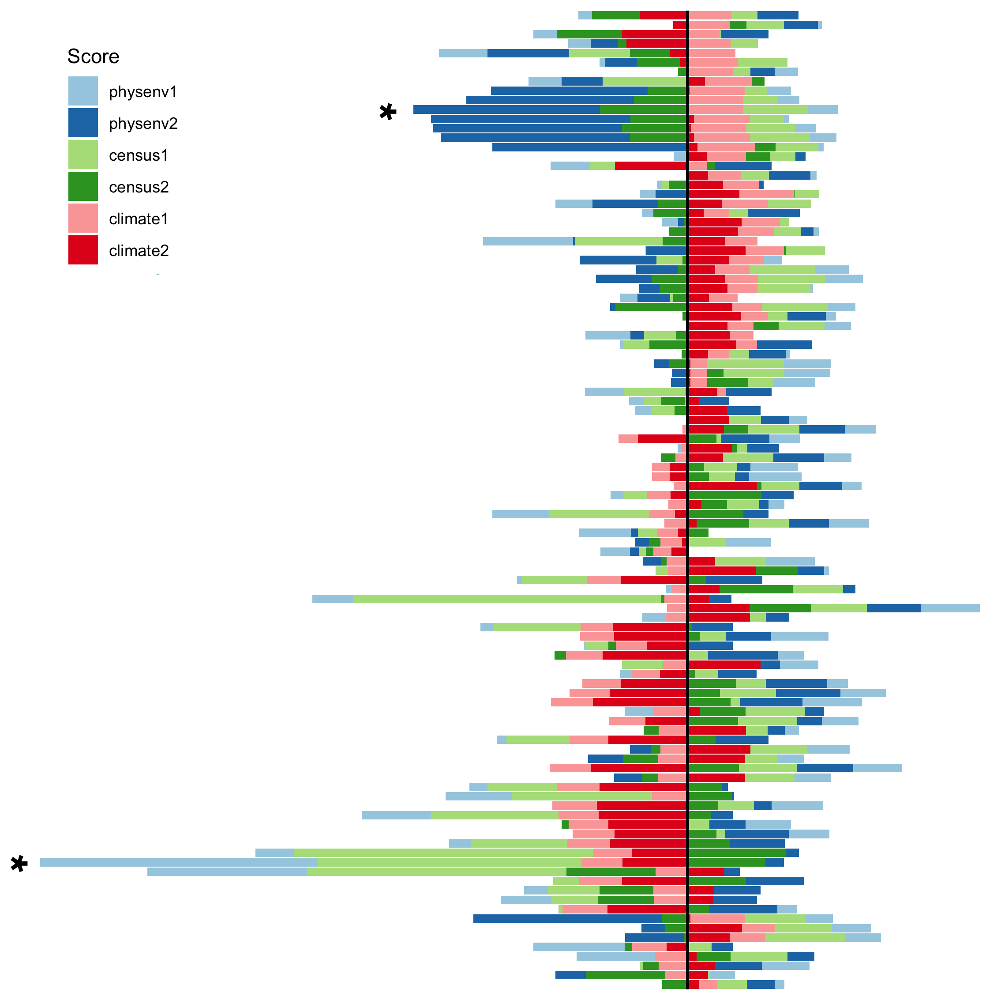 Score
physenv1
physenv2
census1
census2
climate1
climate2
*
*